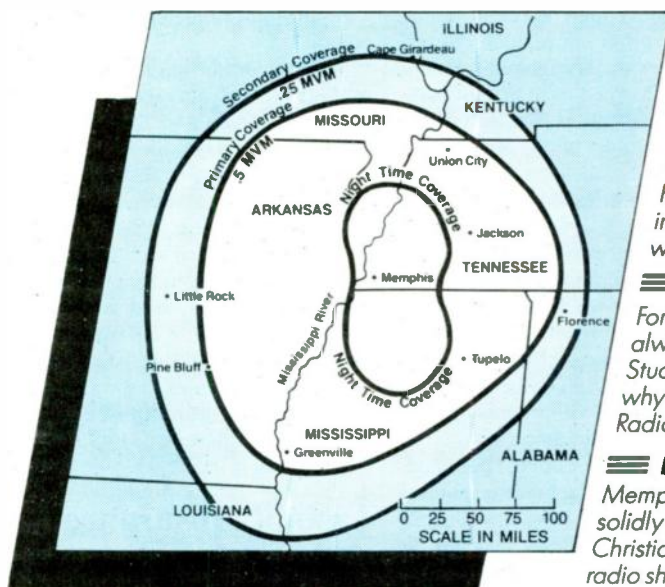 ILLINOIS
Cape Girardeau
Secondary Coverage
.25 MVM
KENTUCKY
Primary Coverage
.5 MVM
MISSOURI
Union City
Night Time Coverage
ARKANSAS
Jackson
TENNESSEE
Memphis
Little Rock
Florence
Mississippi River
Tupelo
Pine Bluff
Night Time Coverage
MISSISSIPPI
ALABAMA
Greenville
LOUISIANA
0 25 50 75 100
SCALE IN MILES
in
w
For
alw
Stud
why
Radio
Memp
solidly
Christia
radio sh